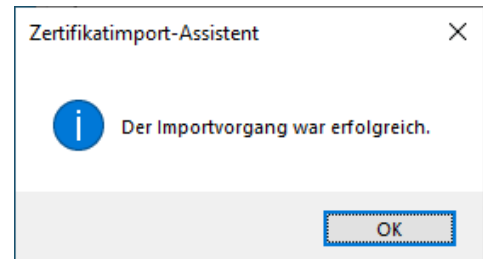 Zertifikatimport-Assistent
Der Importvorgang war erfolgreich.
OK